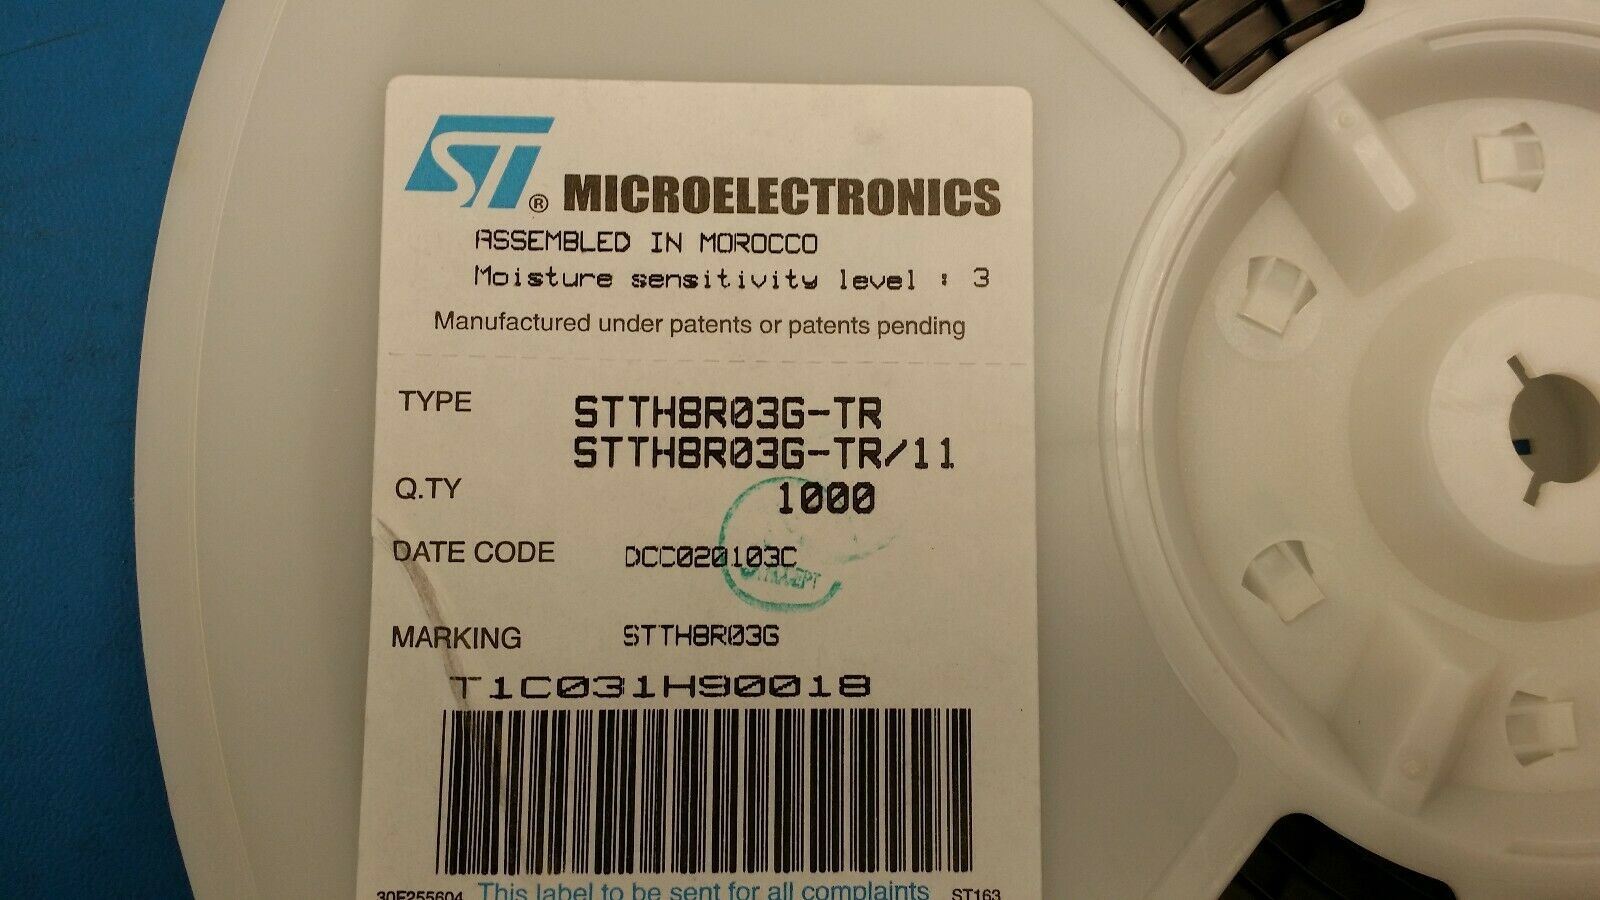 ST® MICROELECTRONICS
ASSEMBLED IN MOROCCO
Moisture sensitivity level : 3
Manufactured under patents or patents pending
TYPE STTH8R03G-TR
STTH8R03G-TR/11
Q.TY 1000
DATE CODE DCC020103C
MARKING STTH8R03G
T1C031H90018
30F255604 This label to be sent for all complaints ST163